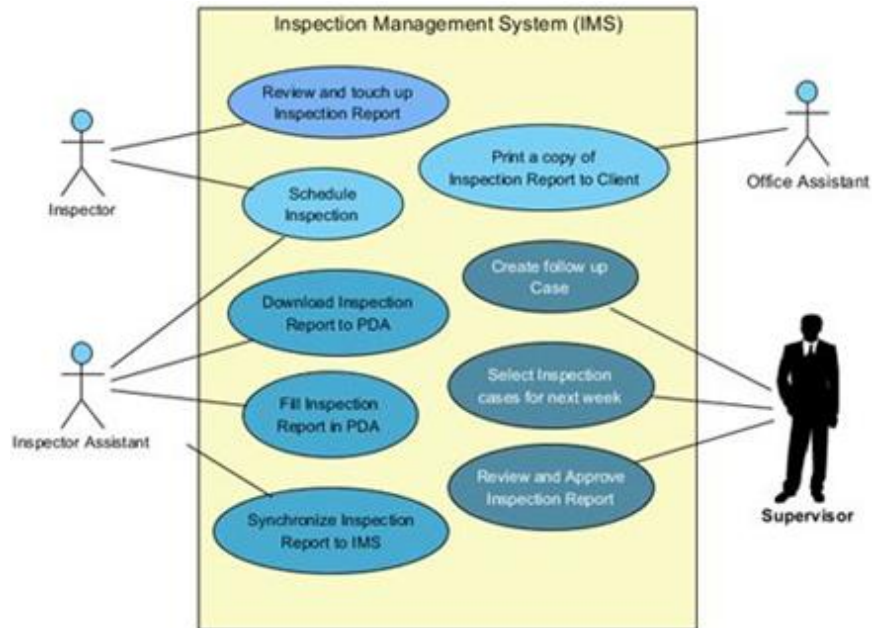 Inspection Management System (IMS)
Review and touch up
Inspection Report
Print a copy of
Inspection Report to Client
Office Assistant
Inspector
Schedule
Inspection
Create follow up
Case
Download Inspection
Report to PDA
Select Inspection
cases for next week
Fill Inspection
Report in PDA
Inspector Assistant
Review and Approve
Inspection Report
Supervisor
Synchronize Inspection
Report to IMS